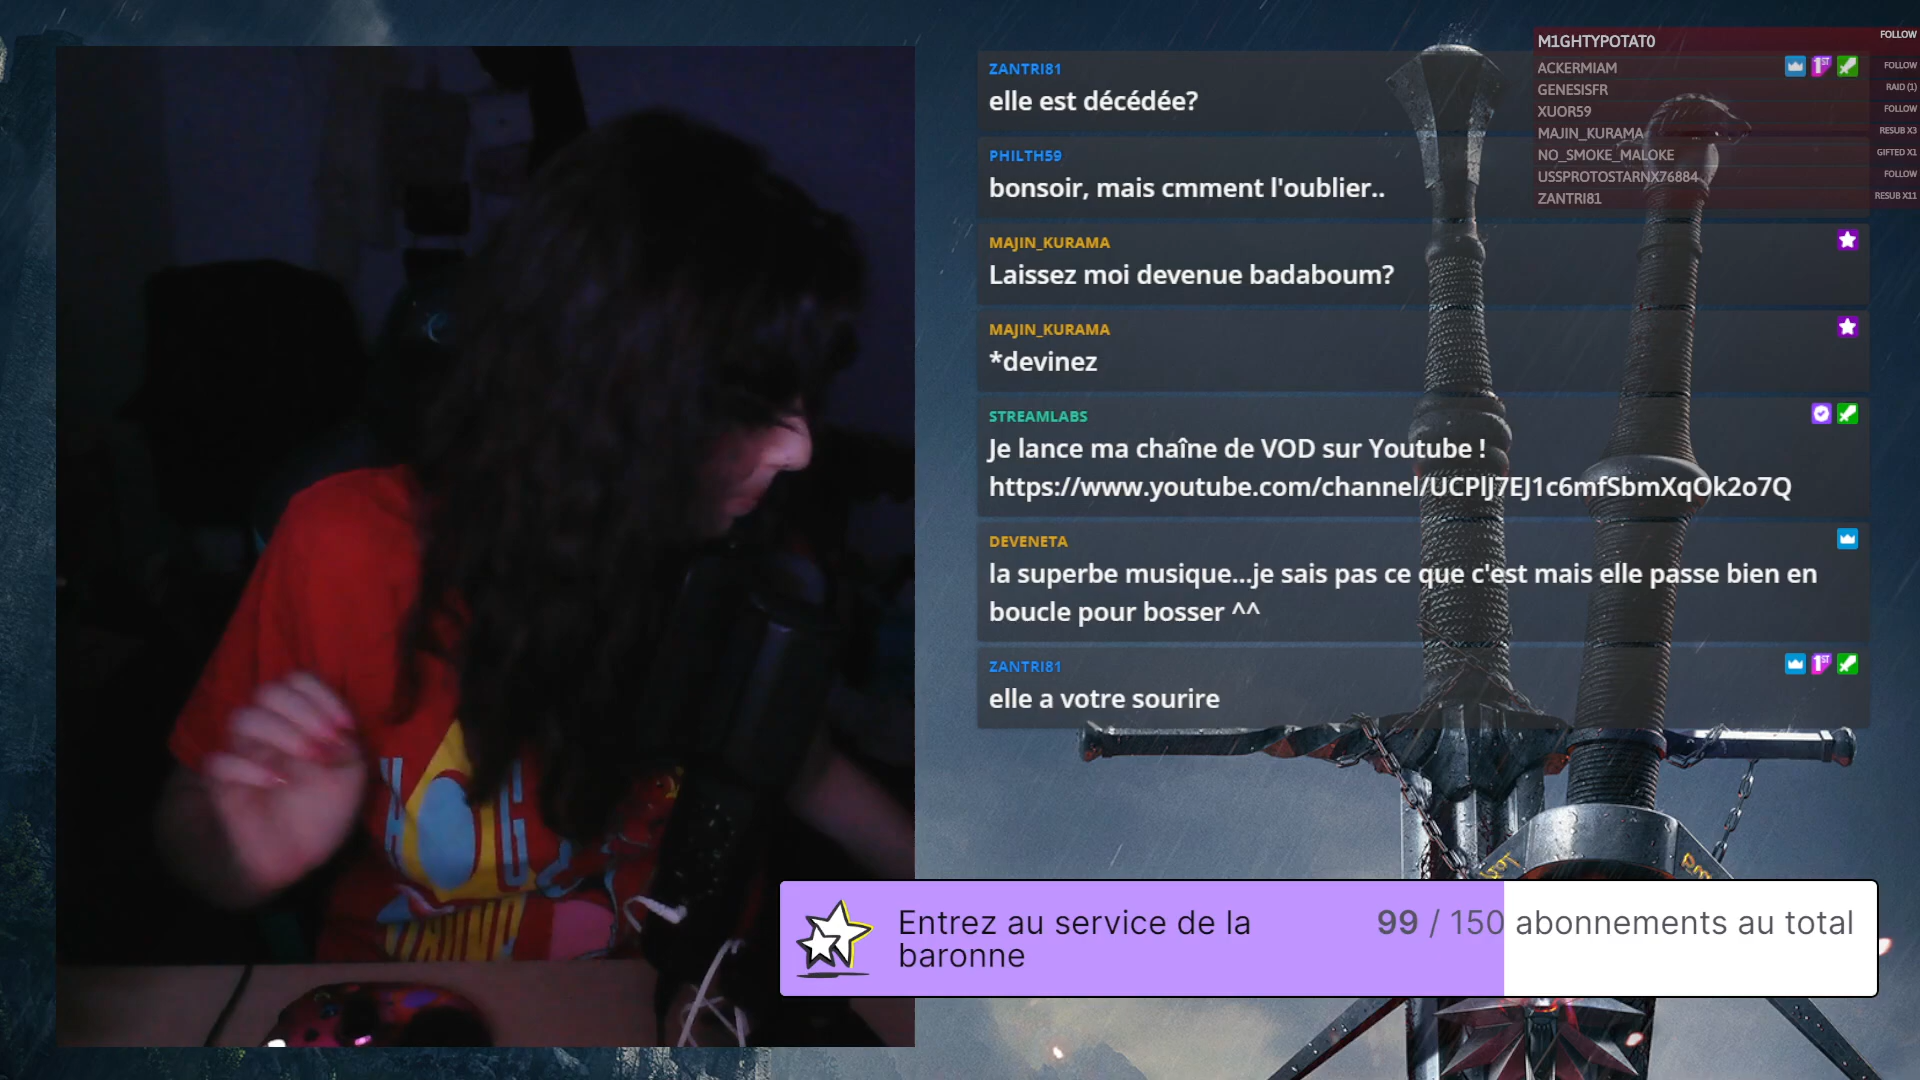 ZANTRI81
elle est décédée?
PHILTH59
bonsoir, mais cmment l'oublier..
MAJIN_KURAMA
Laissez moi devenue badaboum?
MAJIN_KURAMA
*devinez
STREAMLABS
Je lance ma chaîne de VOD sur Youtube !
https://www.youtube.com/channel/UCPlJ7EJ1c6mfSbmXqOk2o7Q
DEVENETA
la superbe musique...je sais pas ce que c'est mais elle passe bien en
boucle pour bosser ^^
ZANTRI81
elle a votre sourire
M1GHTYPOTAT0 FOLLOW
ACKERMIAM FOLLOW
GENESISFR RAID (1)
XUOR59 FOLLOW
MAJIN_KURAMA RESUB X3
NO_SMOKE_MALOKE GIFTED X1
USSPROTOSTARNX76884 FOLLOW
ZANTRI81 RESUB X11
1ST
1ST
Entrez au service de la
baronne
99 / 150 abonnements au total